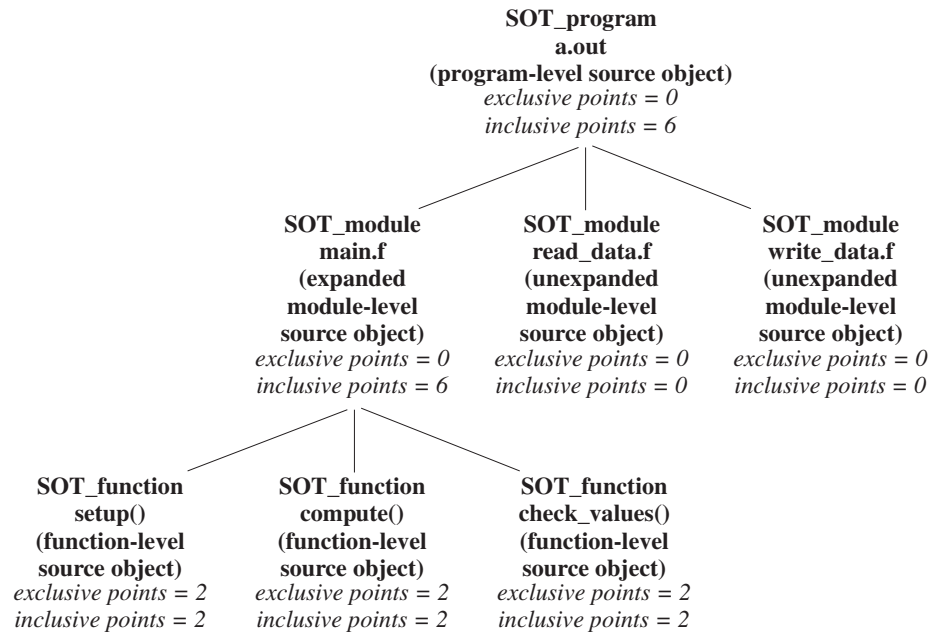 SOT_program
a.out
(program-level source object)
exclusive points = 0
inclusive points = 6
SOT_module
main.f
(expanded
module-level
source object)
exclusive points = 0
inclusive points = 6
SOT_module
read_data.f
(unexpanded
module-level
source object)
exclusive points = 0
inclusive points = 0
SOT_module
write_data.f
(unexpanded
module-level
source object)
exclusive points = 0
inclusive points = 0
SOT_function
setup()
(function-level
source object)
exclusive points = 2
inclusive points = 2
SOT_function
compute()
(function-level
source object)
exclusive points = 2
inclusive points = 2
SOT_function
check_values()
(function-level
source object)
exclusive points = 2
inclusive points = 2